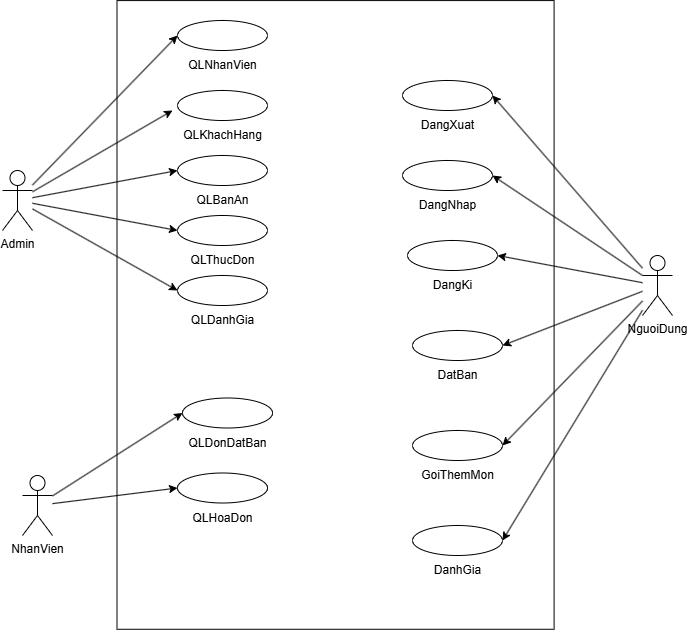 QLNhanVien
QLKhachHang
QLBanAn
QLThucDon
QLDanhGia
Admin
QLDonDatBan
QLHoaDon
NhanVien
DangXuat
DangNhap
DangKi
DatBan
GoiThemMon
DanhGia
NguoiDung